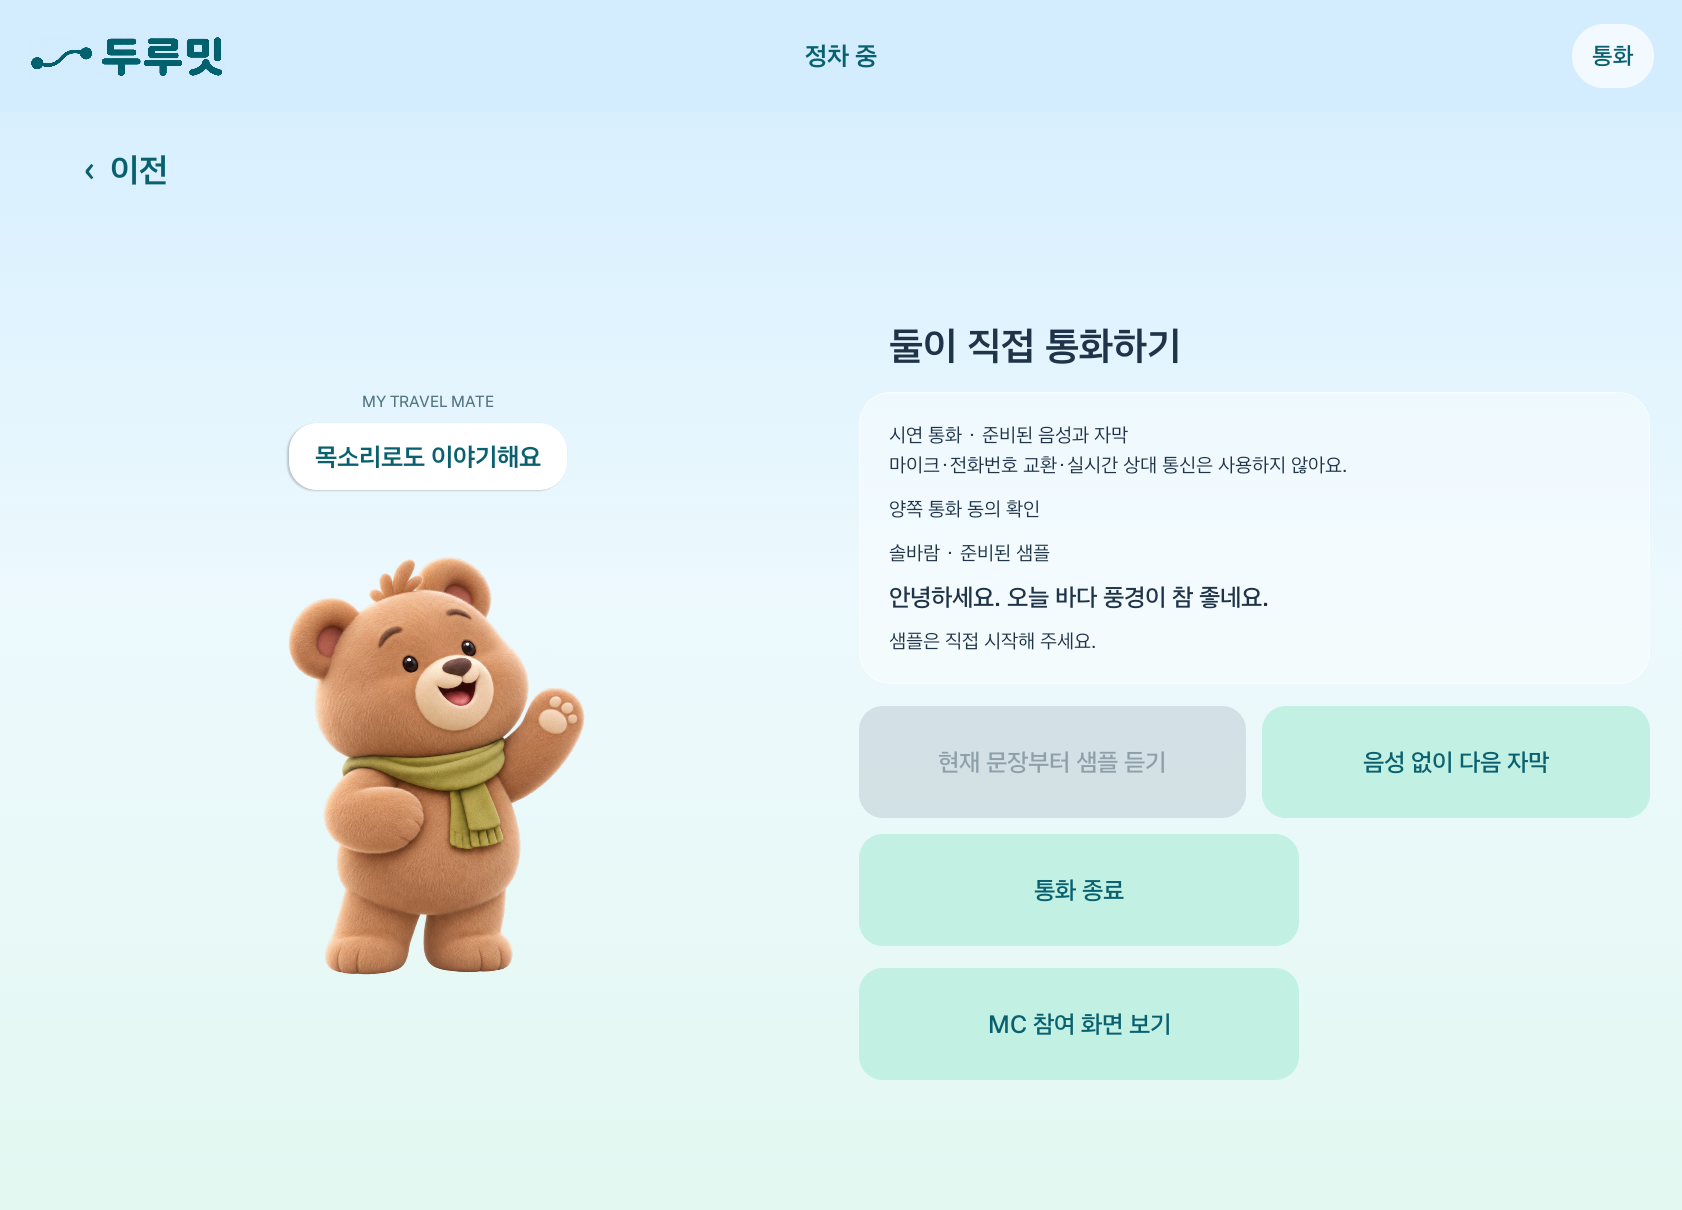 두루밋
정차 중
통화
‹ 이전
MY TRAVEL MATE
목소리로도 이야기해요
둘이 직접 통화하기
시연 통화 · 준비된 음성과 자막
마이크·전화번호 교환·실시간 상대 통신은 사용하지 않아요.
양쪽 통화 동의 확인
솔바람 · 준비된 샘플
안녕하세요. 오늘 바다 풍경이 참 좋네요.
샘플은 직접 시작해 주세요.
현재 문장부터 샘플 듣기
음성 없이 다음 자막
통화 종료
MC 참여 화면 보기